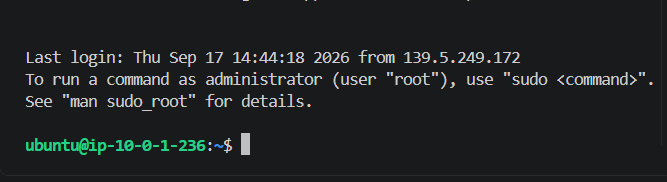 Last login: Thu Sep 17 14:44:18 2026 from 139.5.249.172
To run a command as administrator (user "root"), use "sudo <command>".
See "man sudo_root" for details.
ubuntu@ip-10-0-1-236:~$